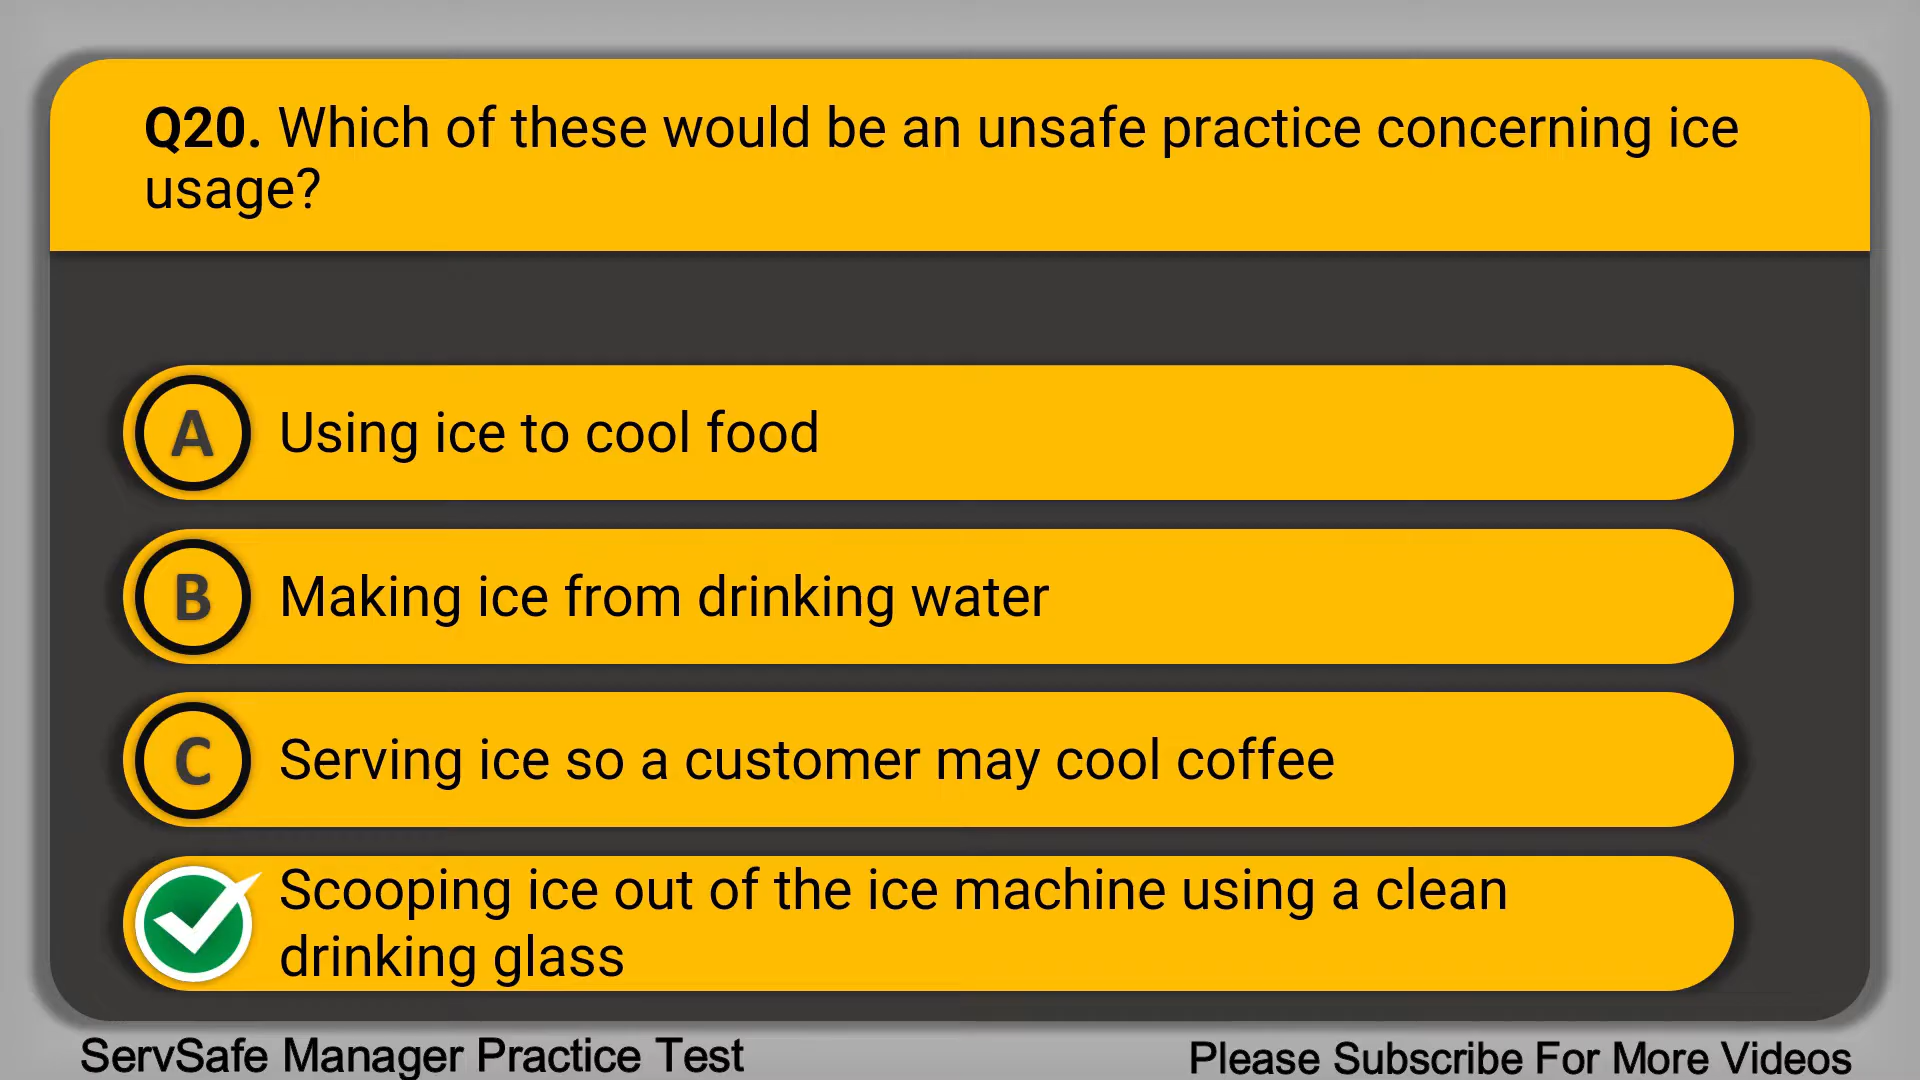 Q20. Which of these would be an unsafe practice concerning ice
usage?
A
Using ice to cool food
B
Making ice from drinking water
C
Serving ice so a customer may cool coffee
Scooping ice out of the ice machine using a clean
drinking glass
ServSafe Manager Practice Test
Please Subscribe For More Videos